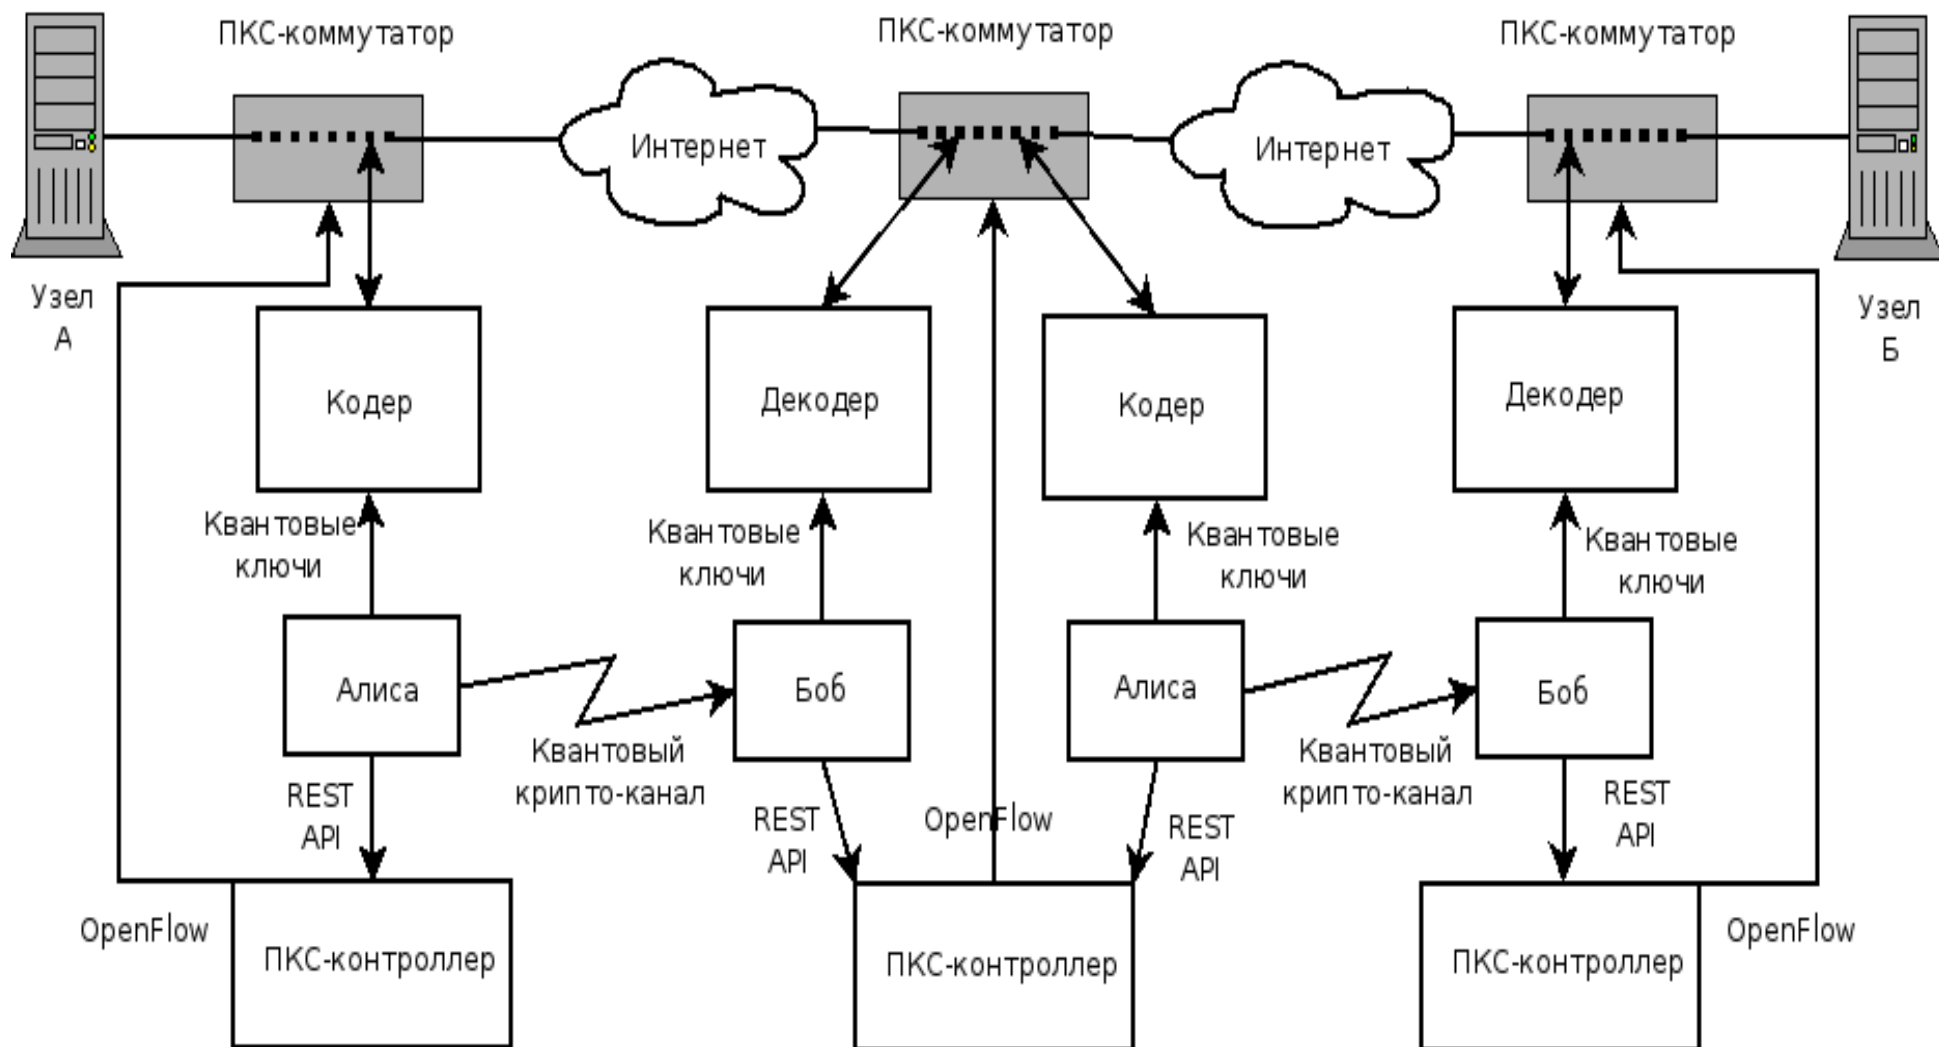 ПКС-коммутатор
ПКС-коммутатор
ПКС-коммутатор
Интернет
Интернет
Узел
А
Узел
Б
Кодер
Декодер
Кодер
Декодер
Квантовые
ключи
Квантовые
ключи
Квантовые
ключи
Квантовые
ключи
Алиса
Боб
Алиса
Боб
Квантовый
крипто-канал
Квантовый
крипто-канал
REST
API
REST
API
OpenFlow
REST
API
REST
API
OpenFlow
ПКС-контроллер
ПКС-контроллер
ПКС-контроллер
OpenFlow